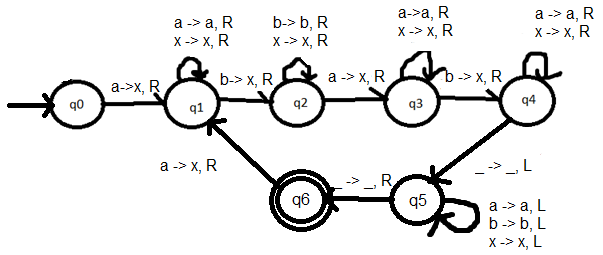 a -> a, R
x -> x, R
b-> b, R
x -> x, R
a->a, R
x -> x, R
a -> a, R
x -> x, R
a->x, R
b-> x, R
a -> x, R
b -> x, R
q0
q1
q2
q3
q4
a -> x, R
_ -> _, R
_ -> _, L
q6
q5
a -> a, L
b -> b, L
x -> x, L